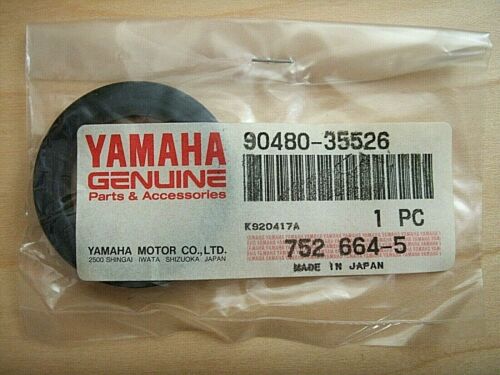 YAMAHA
GENUINE
Parts & Accessories
YAMAHA MOTOR CO., LTD.
2500 SHINGAI IWATA SHIZUOKA JAPAN
90480-35526
1 PC
K920417A
752 664-5
MADE IN JAPAN